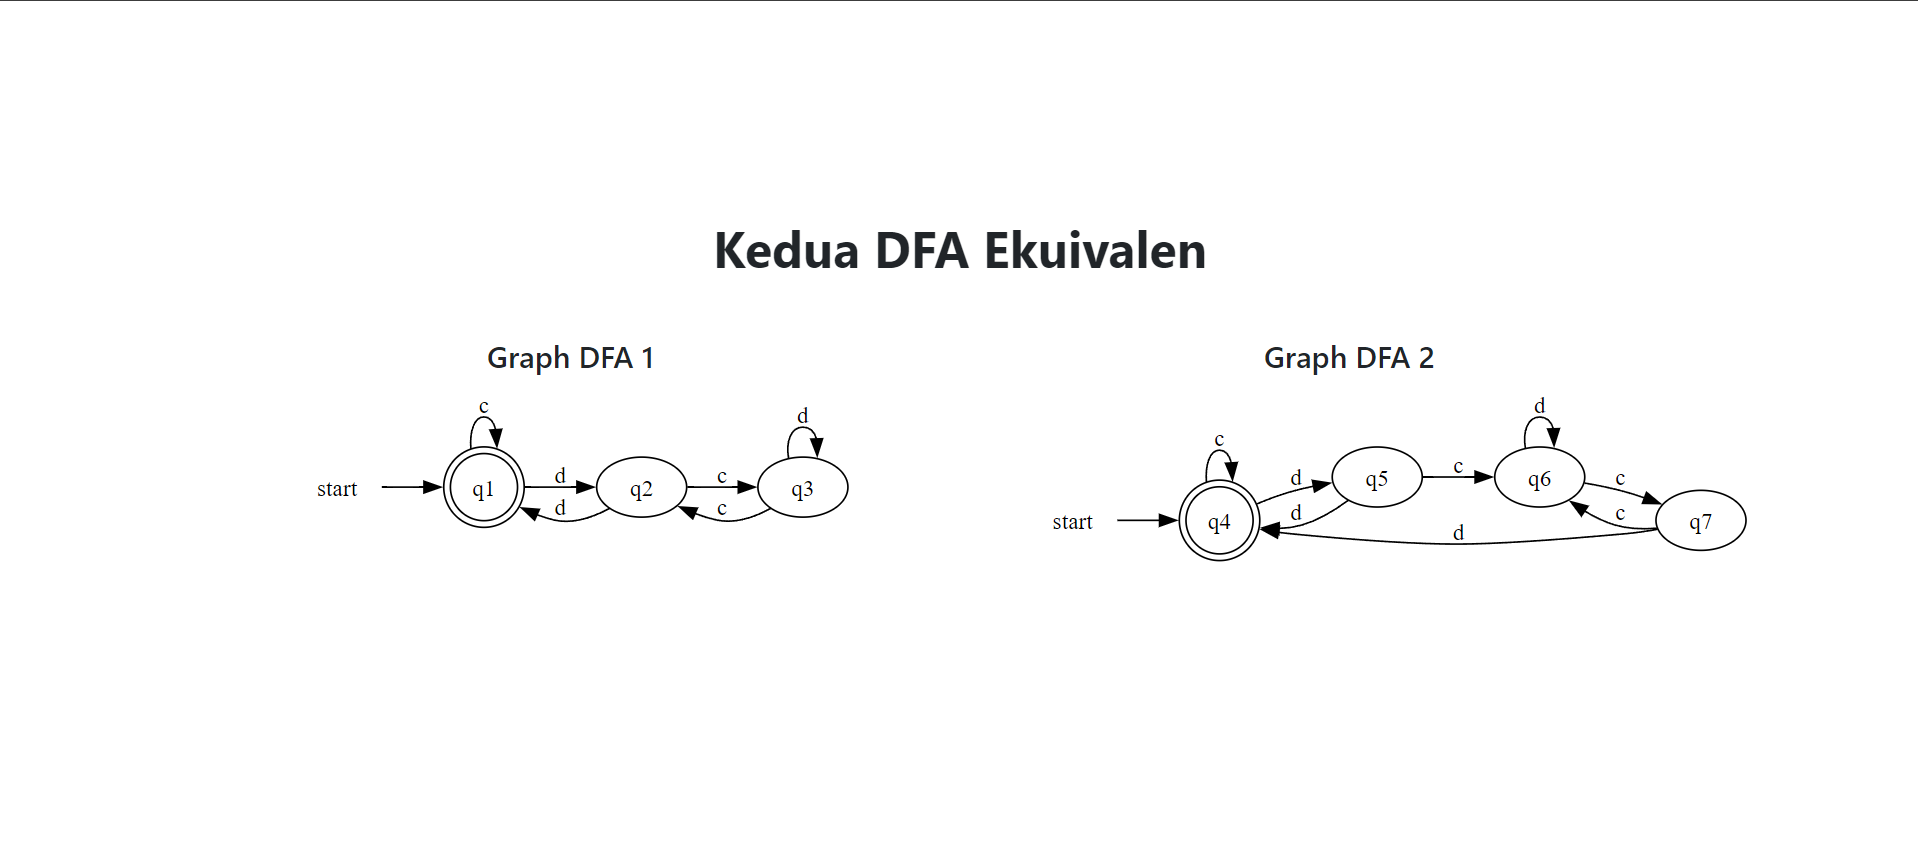 Kedua DFA Ekuivalen
Graph DFA 1
c
d
start
q1
d
d
q2
c
c
q3
Graph DFA 2
c
d
start
q4
d
d
q5
c
d
q6
c
c
q7